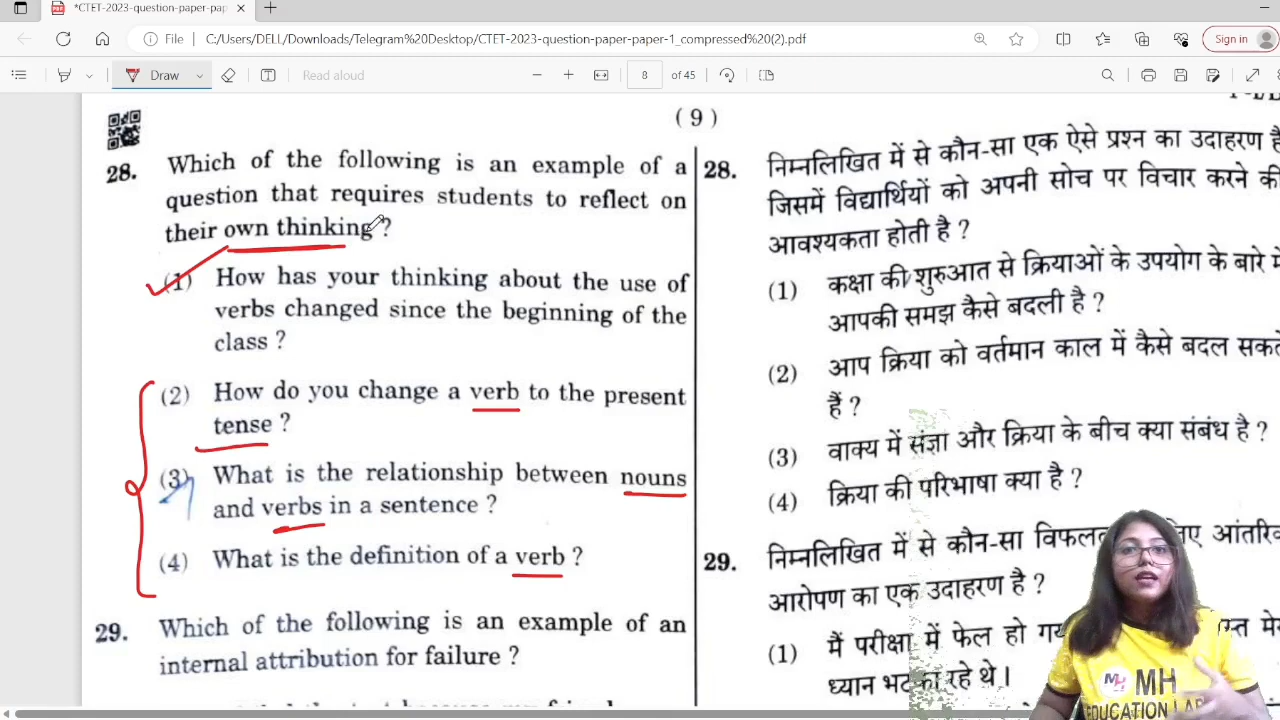 *CTET-2023-question-paper-pap
File
C:/Users/DELL/Downloads/Telegram%20Desktop/CTET-2023-question-paper-paper-1_compressed%20(2).pdf
Sign in
Draw
Read aloud
8 of 45
( 9 )
28. Which of the following is an example of a
question that requires students to reflect on
their own thinking ?
(1) How has your thinking about the use of
verbs changed since the beginning of the
class ?
(2) How do you change a verb to the present
tense ?
(3) What is the relationship between nouns
and verbs in a sentence ?
(4) What is the definition of a verb ?
29. Which of the following is an example of an
internal attribution for failure ?
28. निम्नलिखित में से कौन-सा एक ऐसे प्रश्न का उदाहरण है
जिसमें विद्यार्थियों को अपनी सोच पर विचार करने की
आवश्यकता होती है ?
(1) कक्षा की शुरुआत से क्रियाओं के उपयोग के बारे में
आपकी समझ कैसे बदली है ?
(2) आप क्रिया को वर्तमान काल में कैसे बदल सकते
हैं ?
(3) वाक्य में संज्ञा और क्रिया के बीच क्या संबंध है ?
(4) क्रिया की परिभाषा क्या है ?
29. निम्नलिखित में से कौन-सा
आरोपण का एक उदाहरण है ?
(1) मैं परीक्षा में फेल हो
ध्यान भटका रहे थे।
MH
EDUCATION LAB